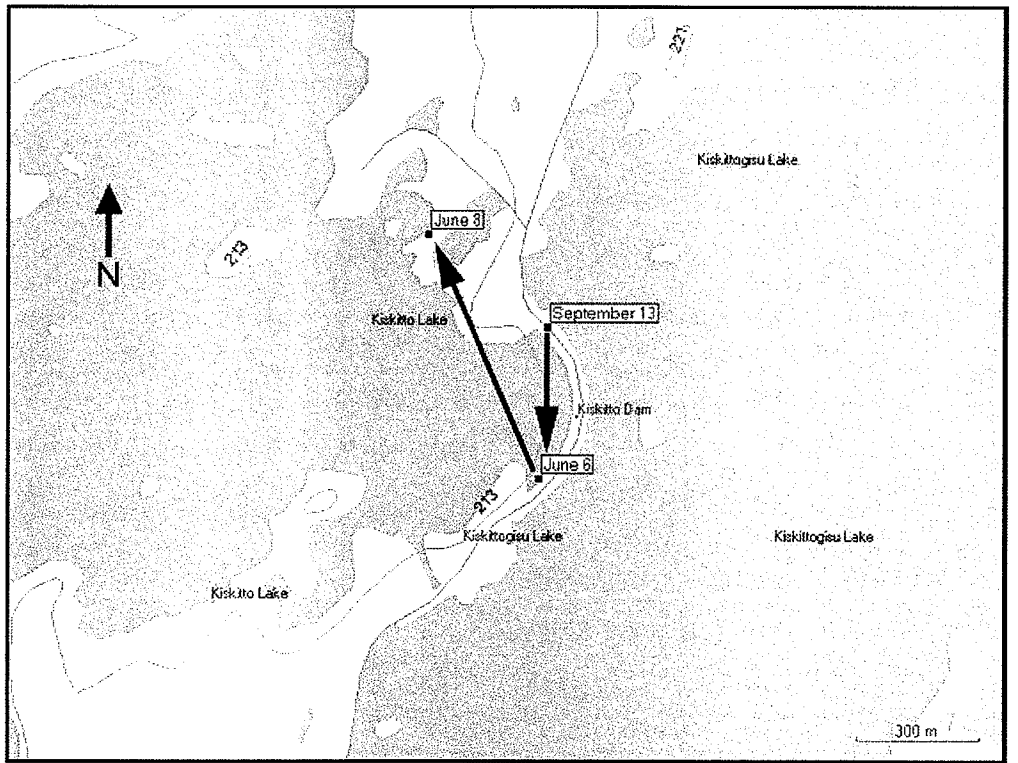 221
Kiskittogisu Lake
June 8
N
213
Kiskitto Lake
September 13
Kiskitto Dam
June 6
213
Kiskittogisu Lake
Kiskittogisu Lake
Kiskitto Lake
300 m